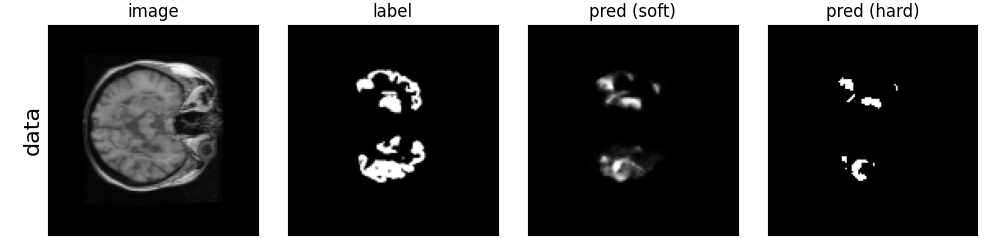 image
label
pred (soft)
pred (hard)
data